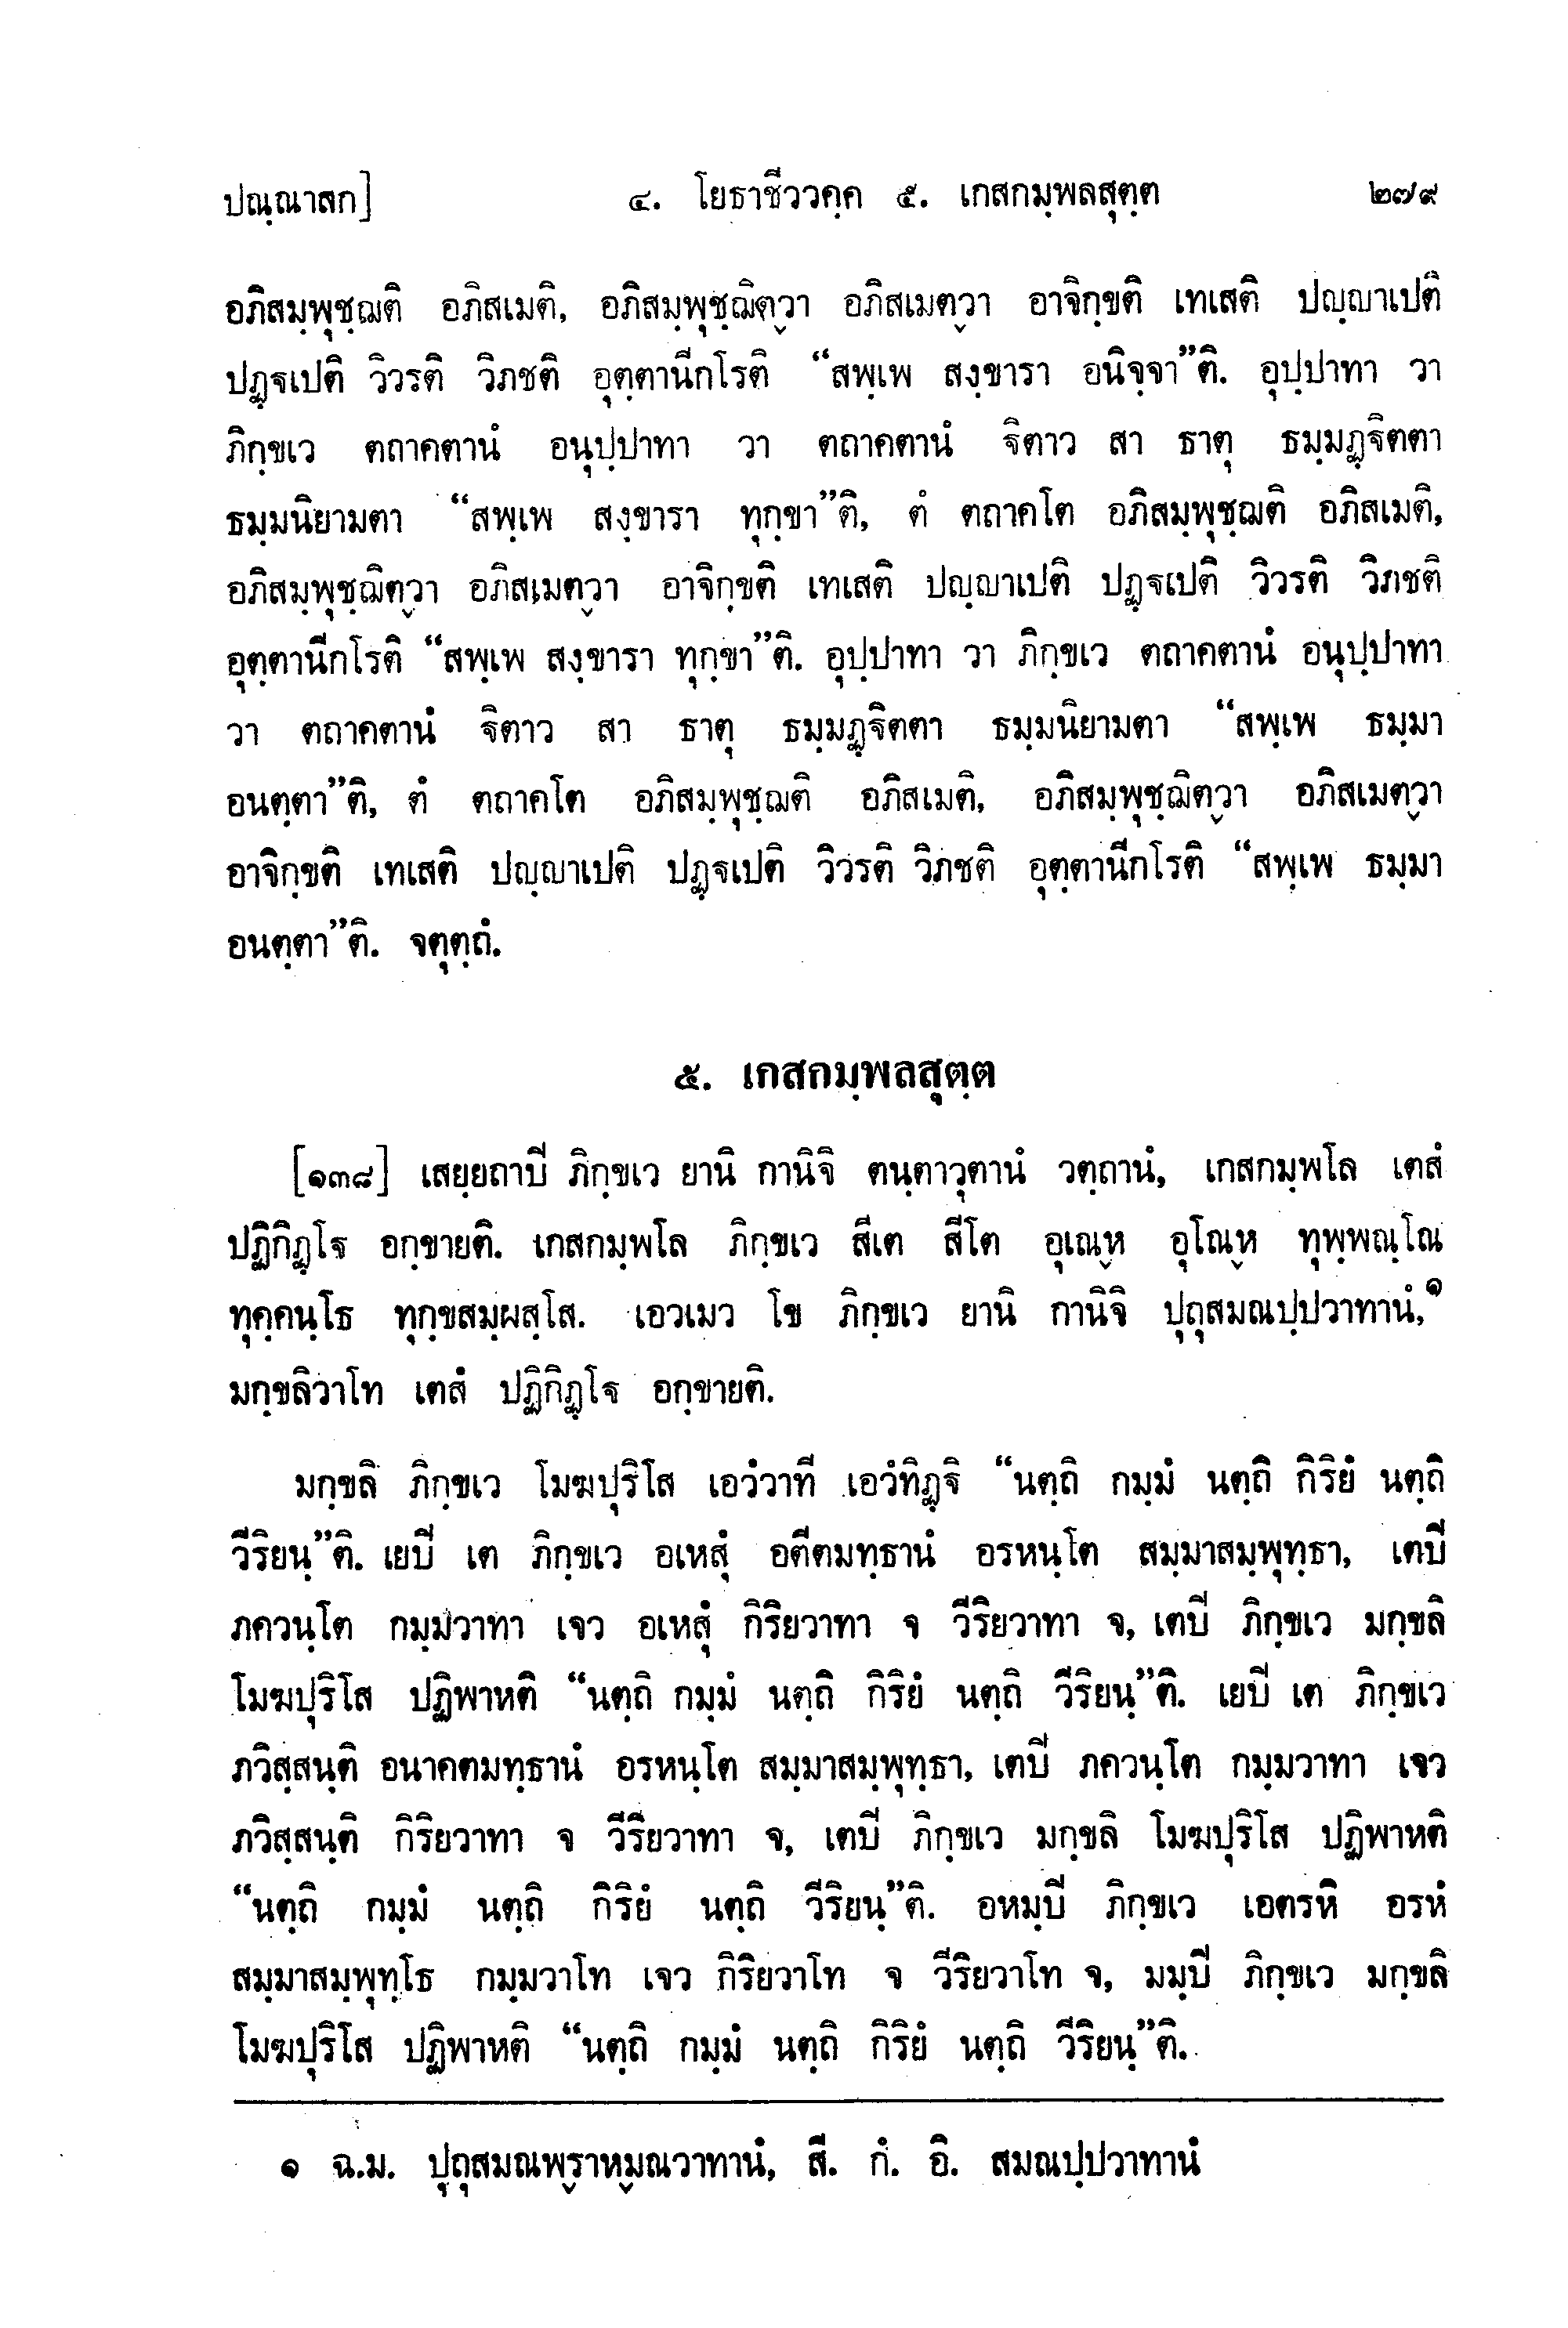 ปณฺณาสก] ๔. โยธาชีววคฺค ๕. เกสกมฺพลสุตฺต ๒๗๙
อภิสมฺพุชฺฌติ อภิสเมติ, อภิสมฺพุชฺฌิตฺวา อภิสเมตฺวา อาจิกฺขติ เทเสติ ปญฺญาเปติ
ปฏฺฐเปติ วิวรติ วิภชติ อุตฺตานีกโรติ “สพฺเพ สงฺขารา อนิจฺจา”ติ. อุปฺปาทา วา
ภิกฺขเว ตถาคตานํ อนุปฺปาทา วา ตถาคตานํ ฐิตาว สา ธาตุ ธมฺมฏฺฐิตตา
ธมฺมนิยามตา “สพฺเพ สงฺขารา ทุกฺขา”ติ, ตํ ตถาคโต อภิสมฺพุชฺฌติ อภิสเมติ,
อภิสมฺพุชฺฌิตฺวา อภิสเมตฺวา อาจิกฺขติ เทเสติ ปญฺญาเปติ ปฏฺฐเปติ วิวรติ วิภชติ
อุตฺตานีกโรติ “สพฺเพ สงฺขารา ทุกฺขา”ติ. อุปฺปาทา วา ภิกฺขเว ตถาคตานํ อนุปฺปาทา
วา ตถาคตานํ ฐิตาว สา ธาตุ ธมฺมฏฺฐิตตา ธมฺมนิยามตา “สพฺเพ ธมฺมา
อนตฺตา”ติ, ตํ ตถาคโต อภิสมฺพุชฺฌติ อภิสเมติ, อภิสมฺพุชฺฌิตฺวา อภิสเมตฺวา
อาจิกฺขติ เทเสติ ปญฺญาเปติ ปฏฺฐเปติ วิวรติ วิภชติ อุตฺตานีกโรติ “สพฺเพ ธมฺมา
อนตฺตา”ติ. จตุตฺถํ.
๕. เกสกมฺพลสุตฺต
[๑๓๘] เสยฺยถาปี ภิกฺขเว ยานิ กานิจิ ตนฺตาวุตานํ วตฺถานํ, เกสกมฺพโล เตสํ
ปฏิกิฏฺโฐ อกฺขายติ. เกสกมฺพโล ภิกฺขเว สีเต สีโต อุเณฺห อุโณฺห ทุพฺพณฺโณ
ทุคฺคนฺโธ ทุกฺขสมฺผสฺโส. เอวเมว โข ภิกฺขเว ยานิ กานิจิ ปุถุสมณปฺปวาทานํ,๑
มกฺขลิวาโท เตสํ ปฏิกิฏฺโฐ อกฺขายติ.
มกฺขลิ ภิกฺขเว โมฆปุริโส เอวํวาที เอวํทิฏฺฐิ “นตฺถิ กมฺมํ นตฺถิ กิริยํ นตฺถิ
วีริยนฺ”ติ. เยปี เต ภิกฺขเว อเหสุํ อตีตมทฺธานํ อรหนฺโต สมฺมาสมฺพุทฺธา, เตปี
ภควนฺโต กมฺมวาทา เจว อเหสุํ กิริยวาทา จ วีริยวาทา จ, เตปี ภิกฺขเว มกฺขลิ
โมฆปุริโส ปฏิพาหติ “นตฺถิ กมฺมํ นตฺถิ กิริยํ นตฺถิ วีริยนฺ”ติ. เยปี เต ภิกฺขเว
ภวิสฺสนฺติ อนาคตมทฺธานํ อรหนฺโต สมฺมาสมฺพุทฺธา, เตปี ภควนฺโต กมฺมวาทา เจว
ภวิสฺสนฺติ กิริยวาทา จ วีริยวาทา จ, เตปี ภิกฺขเว มกฺขลิ โมฆปุริโส ปฏิพาหติ
“นตฺถิ กมฺมํ นตฺถิ กิริยํ นตฺถิ วีริยนฺ”ติ. อหมฺปี ภิกฺขเว เอตรหิ อรหํ
สมฺมาสมฺพุทฺโธ กมฺมวาโท เจว กิริยวาโท จ วีริยวาโท จ, มมฺปี ภิกฺขเว มกฺขลิ
โมฆปุริโส ปฏิพาหติ “นตฺถิ กมฺมํ นตฺถิ กิริยํ นตฺถิ วีริยนฺ”ติ.
๑ ฉ.ม. ปุถุสมณพฺราหฺมณวาทานํ, สี. กํ. อิ. สมณปฺปวาทานํ